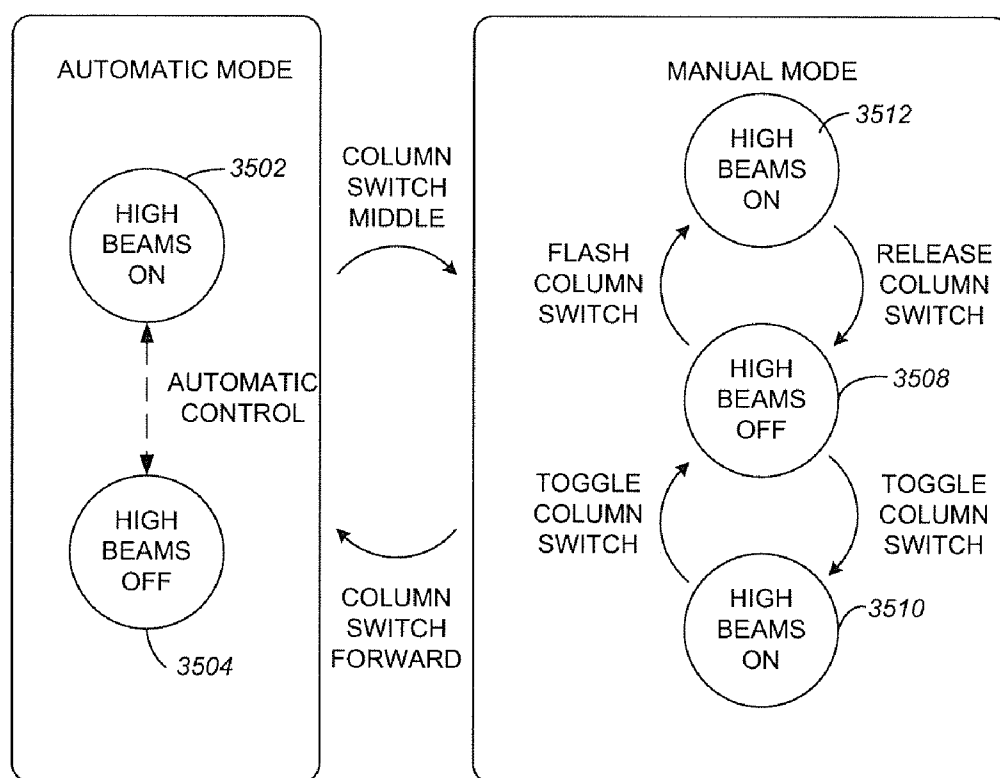 AUTOMATIC MODE
3502
HIGH
BEAMS
ON
AUTOMATIC
CONTROL
HIGH
BEAMS
OFF
3504
COLUMN
SWITCH
MIDDLE
COLUMN
SWITCH
FORWARD
MANUAL MODE
3512
HIGH
BEAMS
ON
FLASH
COLUMN
SWITCH
RELEASE
COLUMN
SWITCH
HIGH
BEAMS
OFF
3508
TOGGLE
COLUMN
SWITCH
TOGGLE
COLUMN
SWITCH
HIGH
BEAMS
ON
3510